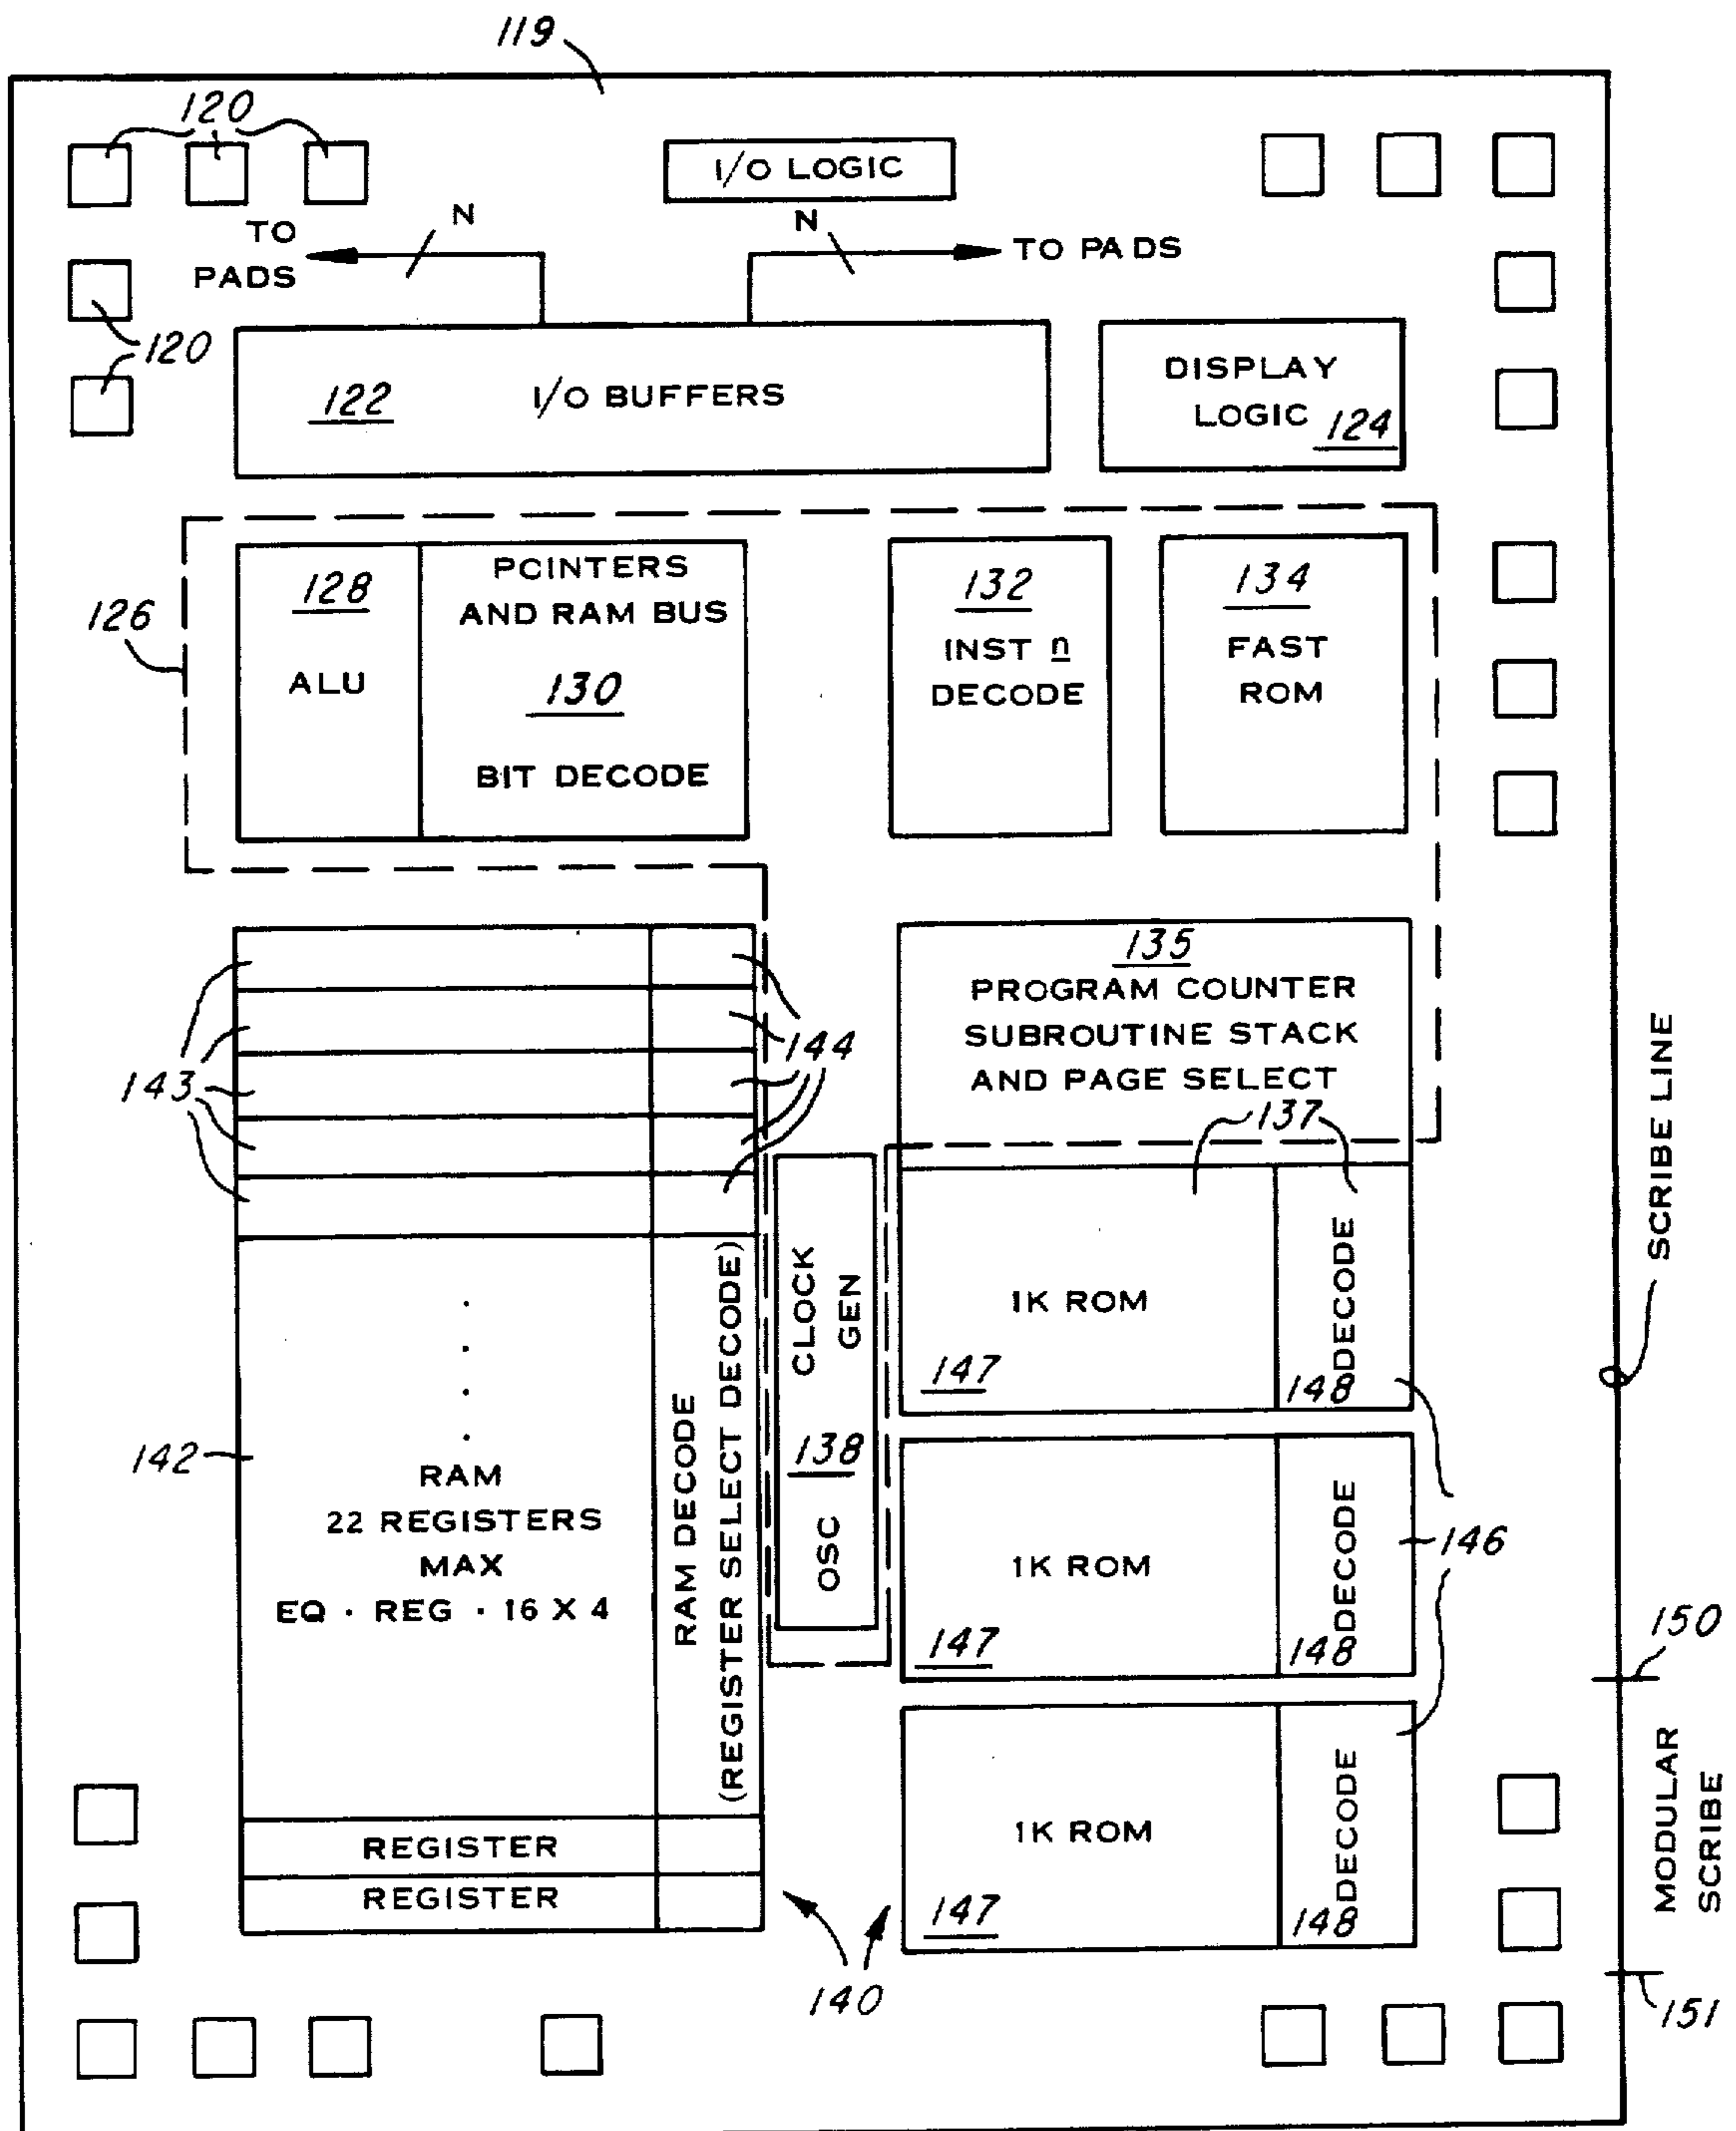 119
120
I/O LOGIC
TO
PADS
N
N
TO PADS
120
122
I/O BUFFERS
DISPLAY
LOGIC
124
126
128
ALU
PCINTERS
AND RAM BUS
130
BIT DECODE
132
INST n
DECODE
134
FAST
ROM
143
144
135
PROGRAM COUNTER
SUBROUTINE STACK
AND PAGE SELECT
137
SCRIBE LINE
142
RAM
22 REGISTERS
MAX
EQ · REG · 16 X 4
RAM DECODE
(REGISTER SELECT DECODE)
CLOCK
GEN
138
OSC
1K ROM
147
DECODE
148
1K ROM
147
DECODE
148
146
150
MODULAR
SCRIBE
1K ROM
147
DECODE
148
REGISTER
REGISTER
140
151